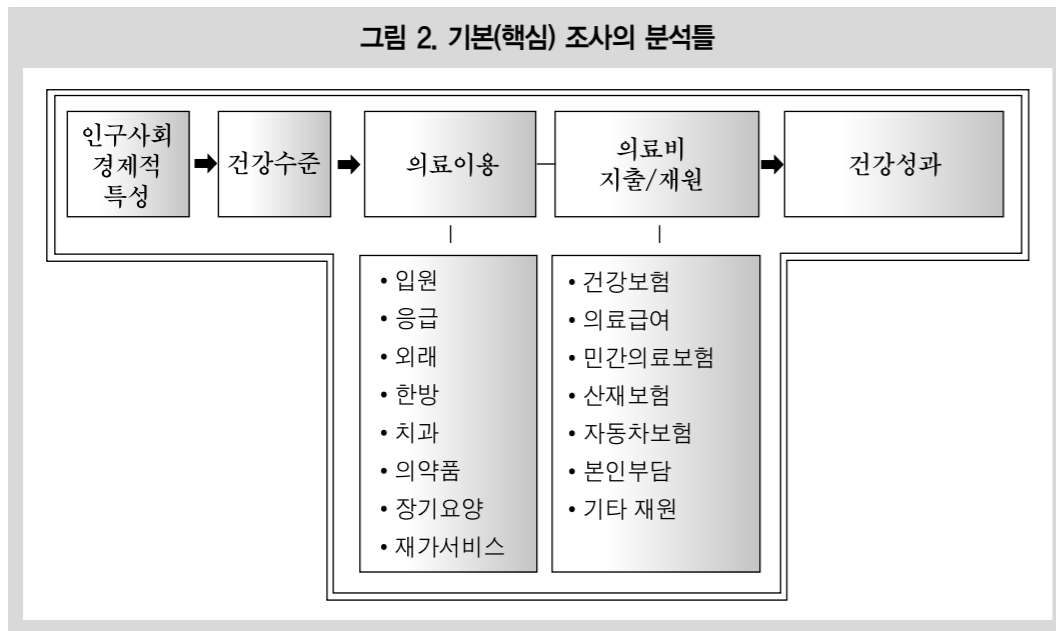 그림 2. 기본(핵심) 조사의 분석틀
인구사회
경제적
특성
건강수준
의료이용
의료비
지출/재원
건강성과
• 입원
• 응급
• 외래
• 한방
• 치과
• 의약품
• 장기요양
• 재가서비스
• 건강보험
• 의료급여
• 민간의료보험
• 산재보험
• 자동차보험
• 본인부담
• 기타 재원